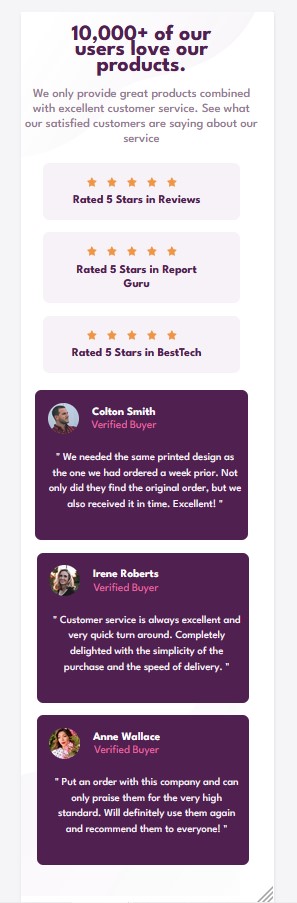 10,000+ of our
users love our
products.
We only provide great products combined
with excellent customer service. See what
our satisfied customers are saying about our
service
Rated 5 Stars in Reviews
Rated 5 Stars in Report
Guru
Rated 5 Stars in BestTech
Colton Smith
Verified Buyer
" We needed the same printed design as
the one we had ordered a week prior. Not
only did they find the original order, but we
also received it in time. Excellent! "
Irene Roberts
Verified Buyer
" Customer service is always excellent and
very quick turn around. Completely
delighted with the simplicity of the
purchase and the speed of delivery. "
Anne Wallace
Verified Buyer
" Put an order with this company and can
only praise them for the very high
standard. Will definitely use them again
and recommend them to everyone! "